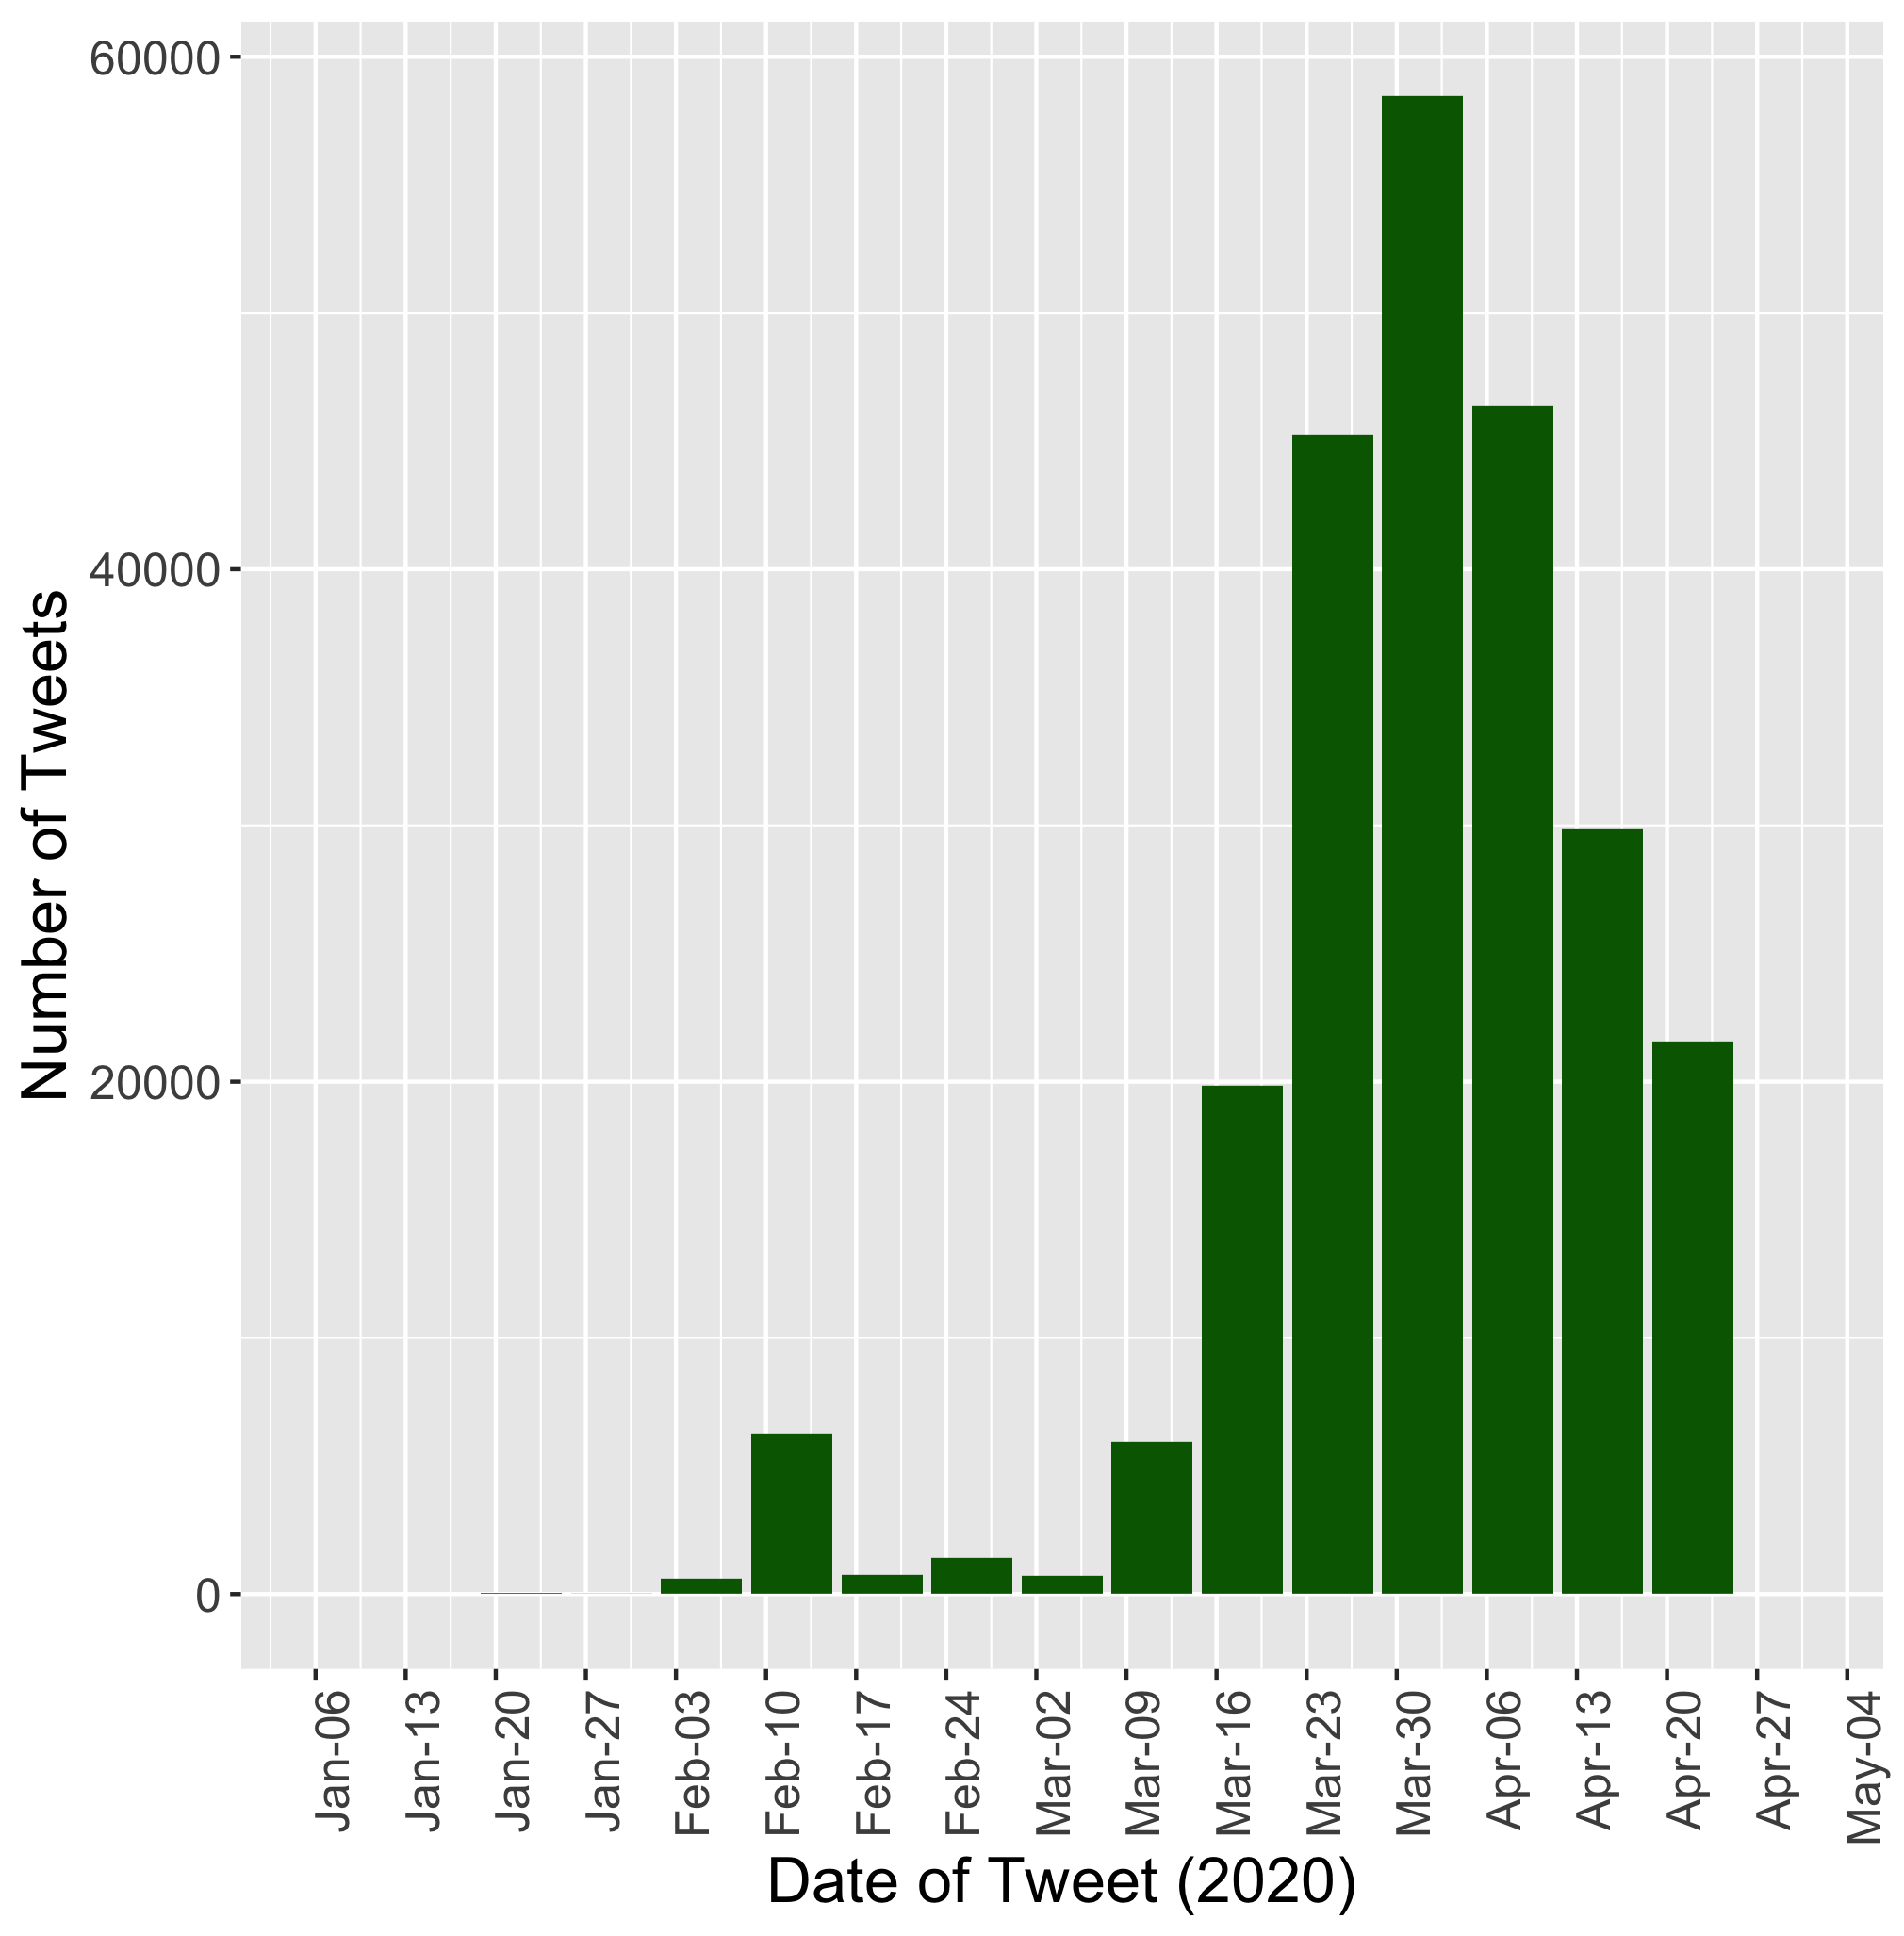 Number of Tweets
60000
40000
20000
0
Jan-06
Jan-13
Jan-20
Jan-27
Feb-03
Feb-10
Feb-17
Feb-24
Mar-02
Mar-09
Mar-16
Mar-23
Mar-30
Apr-06
Apr-13
Apr-20
Apr-27
May-04
Date of Tweet (2020)